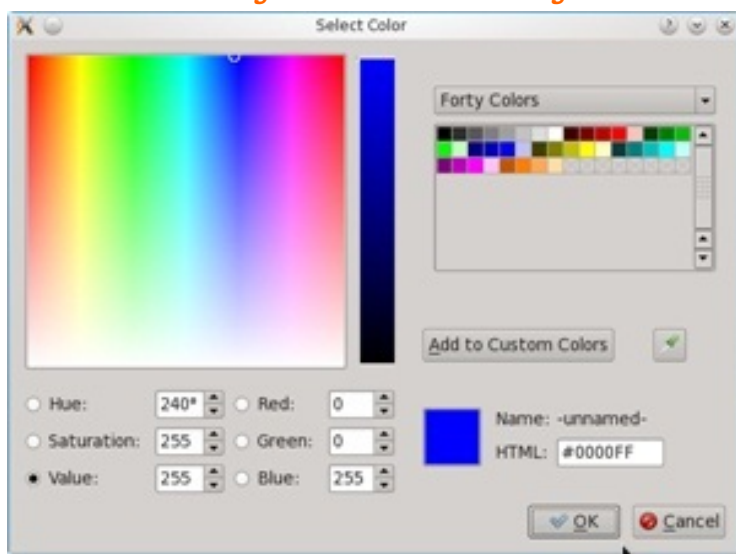 Select Color
Forty Colors
Add to Custom Colors
Hue: 240° Red: 0
Saturation: 255 Green: 0
Value: 255 Blue: 255
Name: -unnamed-
HTML: #0000FF
OK Cancel